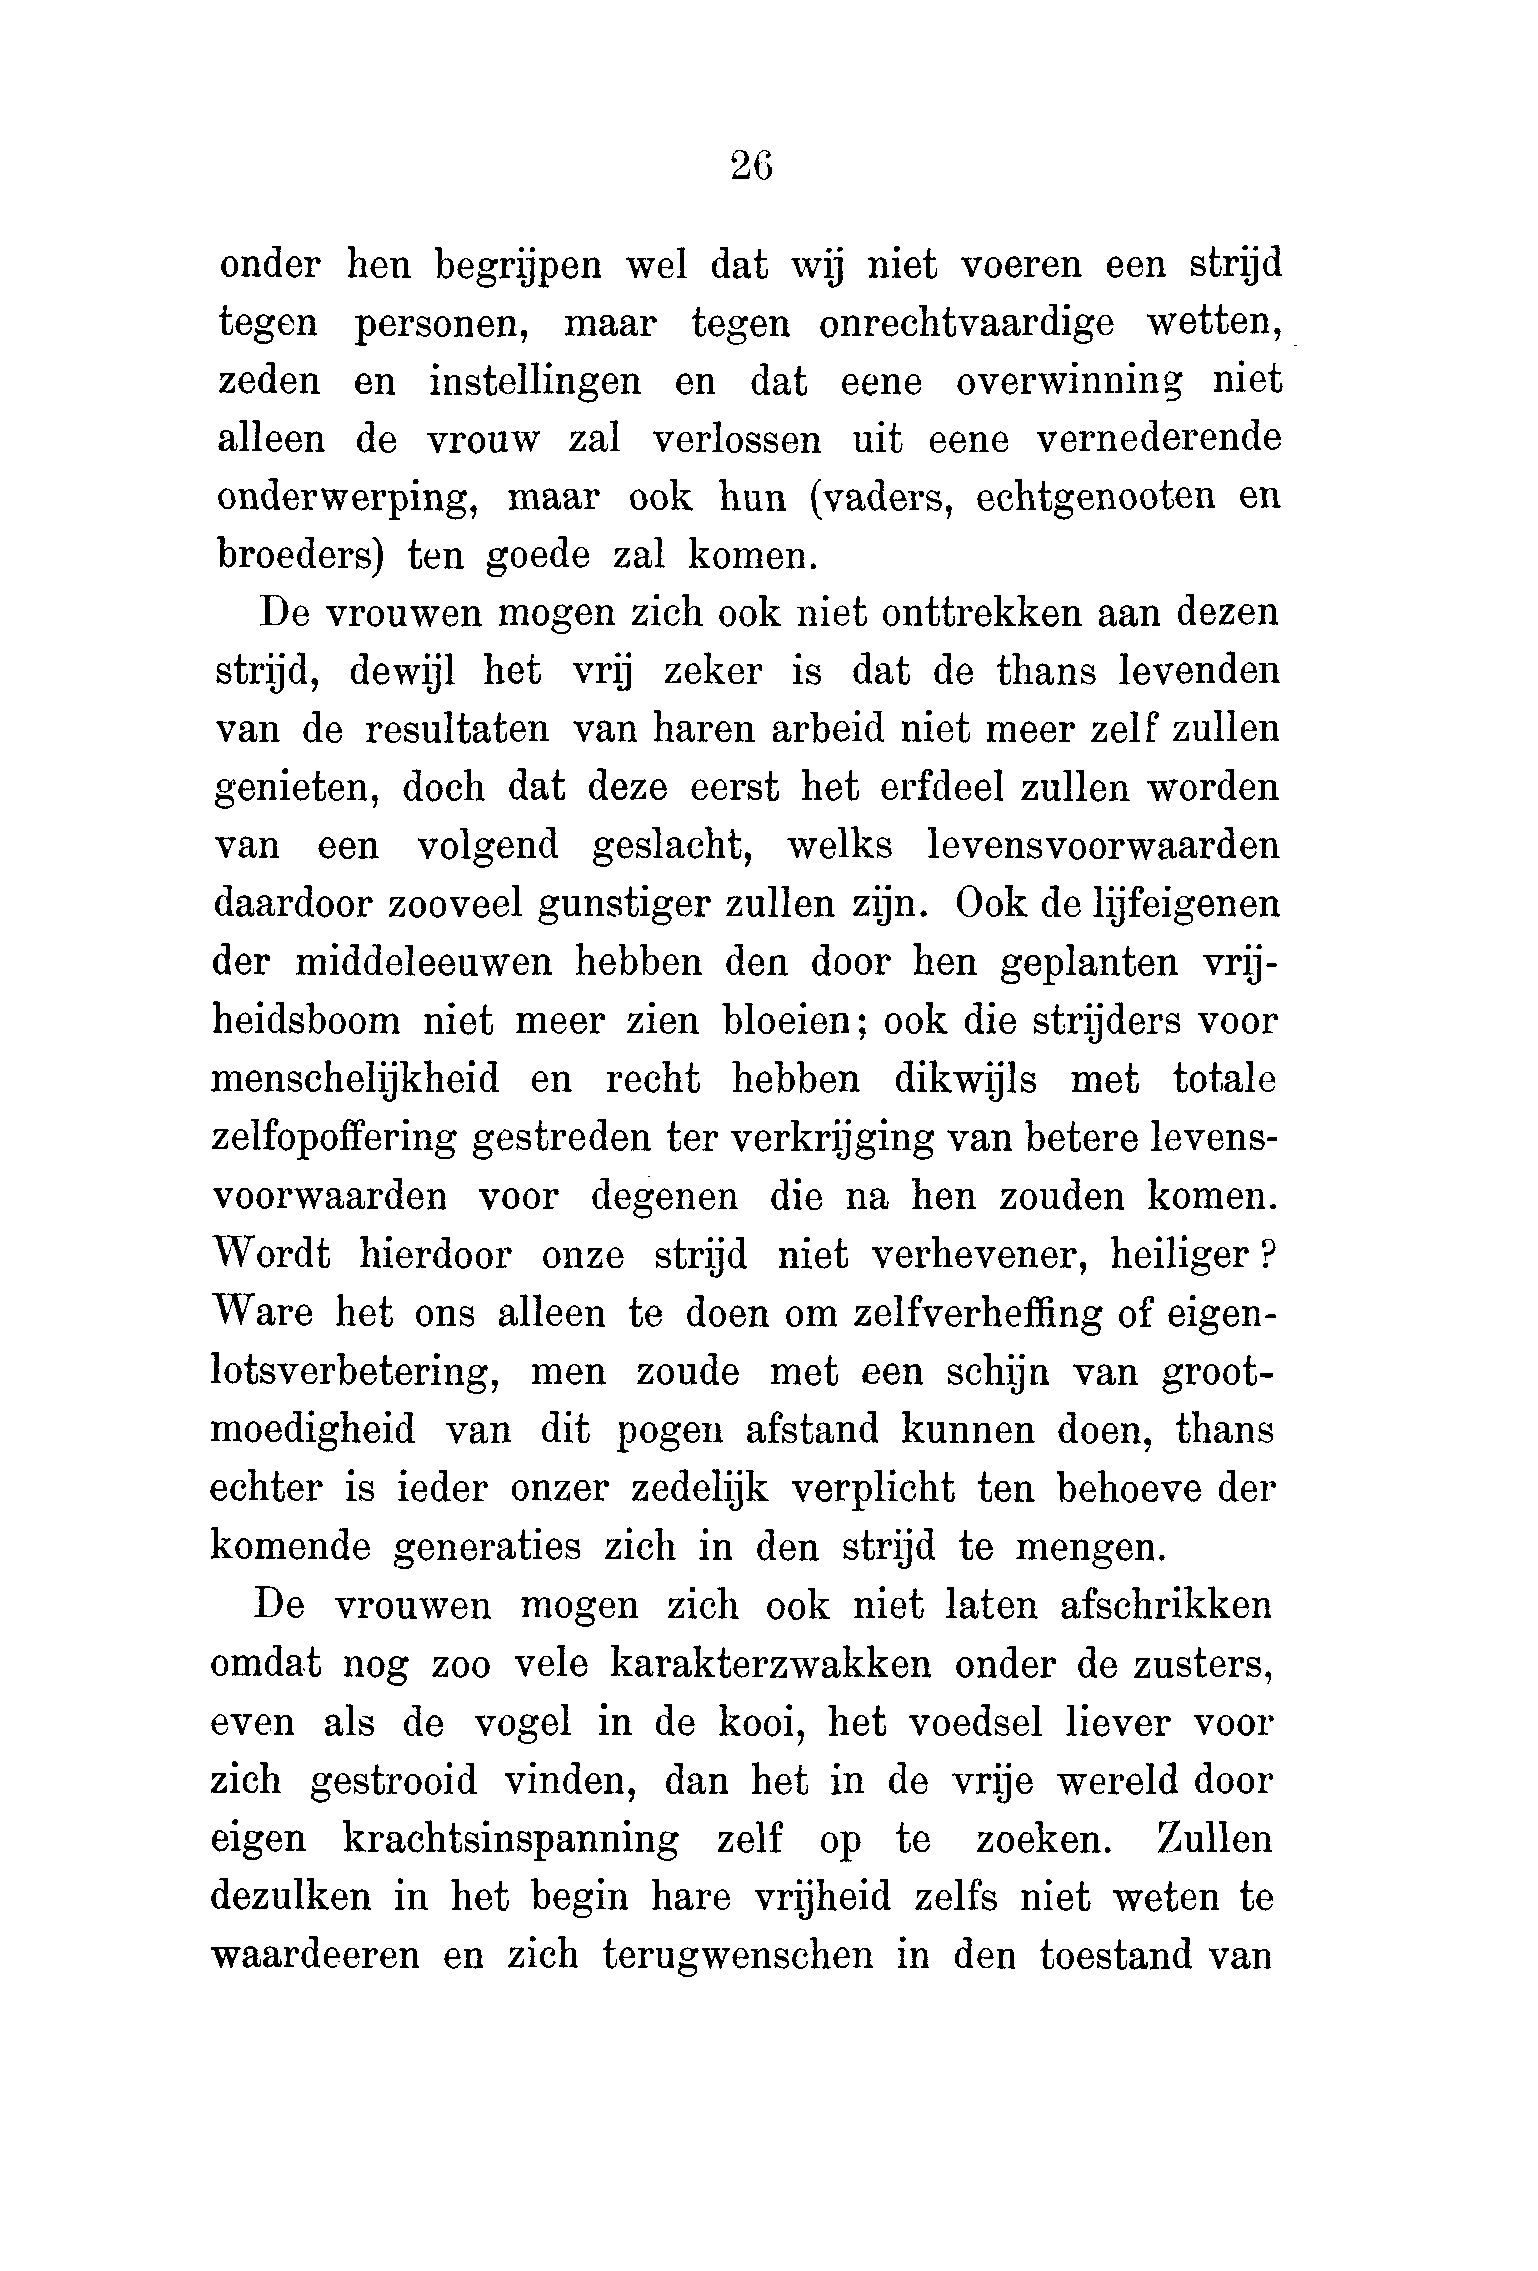 26
onder hen begrijpen wel dat wij niet voeren een strijd
tegen personen, maar tegen onrechtvaardige wetten,
zeden en instellingen en dat eene overwinning niet
alleen de vrouw zal verlossen uit eene vernederende
onderwerping, maar ook hun (vaders, echtgenooten en
broeders) ten goede zal komen.
De vrouwen mogen zich ook niet onttrekken aan dezen
strijd, dewijl het vrij zeker is dat de thans levenden
van de resultaten van haren arbeid niet meer zelf zullen
genieten, doch dat deze eerst het erfdeel zullen worden
van een volgend geslacht, welks levensvoorwaarden
daardoor zooveel gunstiger zullen zijn. Ook de lijfeigenen
der middeleeuwen hebben den door hen geplanten vrij-
heidsboom niet meer zien bloeien; ook die strijders voor
menschelijkheid en recht hebben dikwijls met totale
zelfopoffering gestreden ter verkrijging van betere levens-
voorwaarden voor degenen die na hen zouden komen.
Wordt hierdoor onze strijd niet verhevener, heiliger?
Ware het ons alleen te doen om zelfverheffing of eigen-
lotsverbetering, men zoude met een schijn van groot-
moedigheid van dit pogen afstand kunnen doen, thans
echter is ieder onzer zedelijk verplicht ten behoeve der
komende generaties zich in den strijd te mengen.
De vrouwen mogen zich ook niet laten afschrikken
omdat nog zoo vele karakterzwakken onder de zusters,
even als de vogel in de kooi, het voedsel liever voor
zich gestrooid vinden, dan het in de vrije wereld door
eigen krachtsinspanning zelf op te zoeken. Zullen
dezulken in het begin hare vrijheid zelfs niet weten te
waardeeren en zich terugwenschen in den toestand van